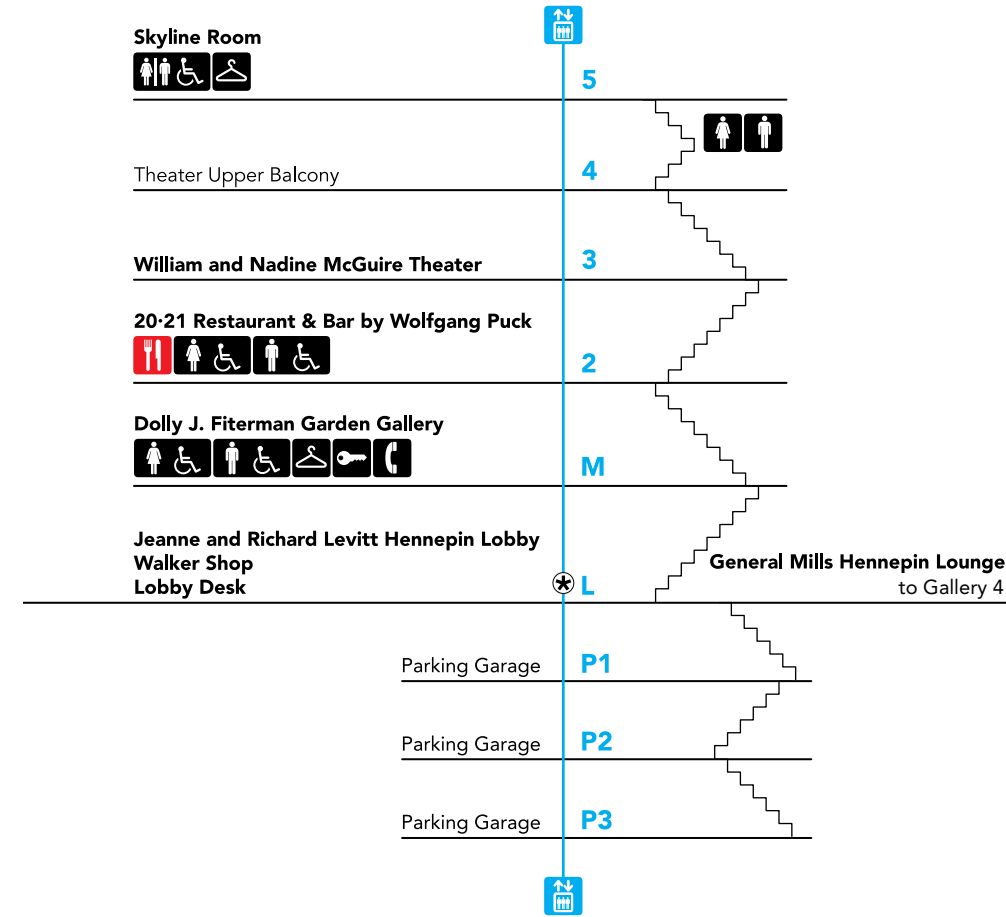 Skyline Room
5
Theater Upper Balcony
4
William and Nadine McGuire Theater
3
20·21 Restaurant & Bar by Wolfgang Puck
2
Dolly J. Fiterman Garden Gallery
M
Jeanne and Richard Levitt Hennepin Lobby
Walker Shop
Lobby Desk
* L
General Mills Hennepin Lounge
to Gallery 4
Parking Garage P1
Parking Garage P2
Parking Garage P3